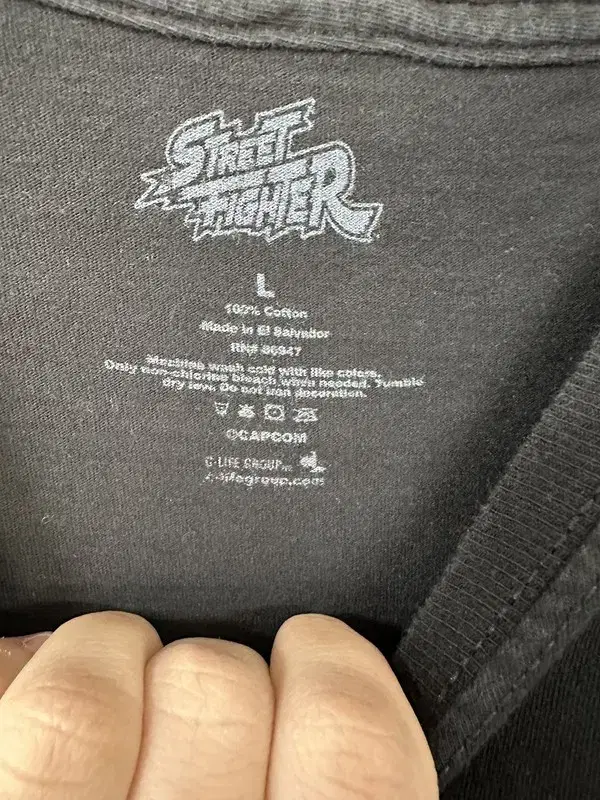 STREET
FIGHTER
L
100% Cotton
Made in El Salvador
RN# 86947
Machine wash cold with like colors.
Only non-chlorine bleach when needed. Tumble
dry low. Do not iron decoration.
©CAPCOM
C-LIFE GROUP
c-lifegroup.com